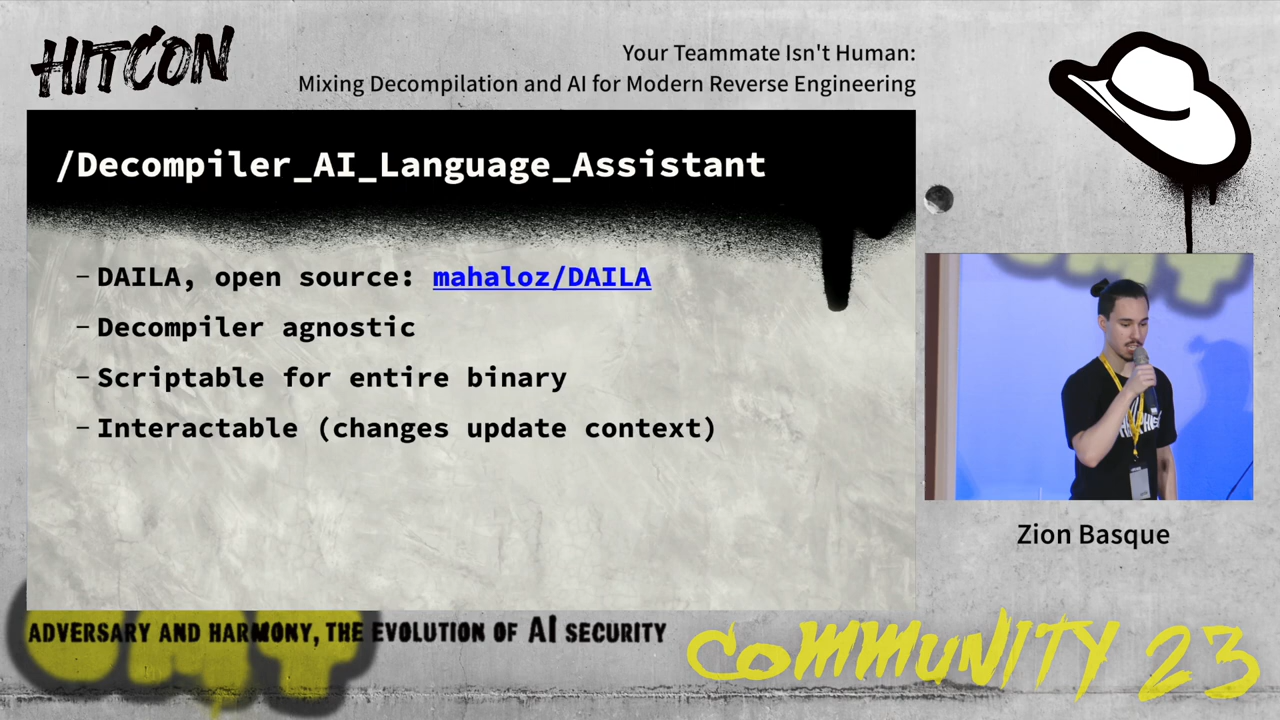 HITCON
Your Teammate Isn't Human:
Mixing Decompilation and AI for Modern Reverse Engineering
/Decompiler_AI_Language_Assistant
– DAILA, open source: mahaloz/DAILA
– Decompiler agnostic
– Scriptable for entire binary
– Interactable (changes update context)
Zion Basque
ADVERSARY AND HARMONY, THE EVOLUTION OF AI SECURITY
COMMUNITY 23